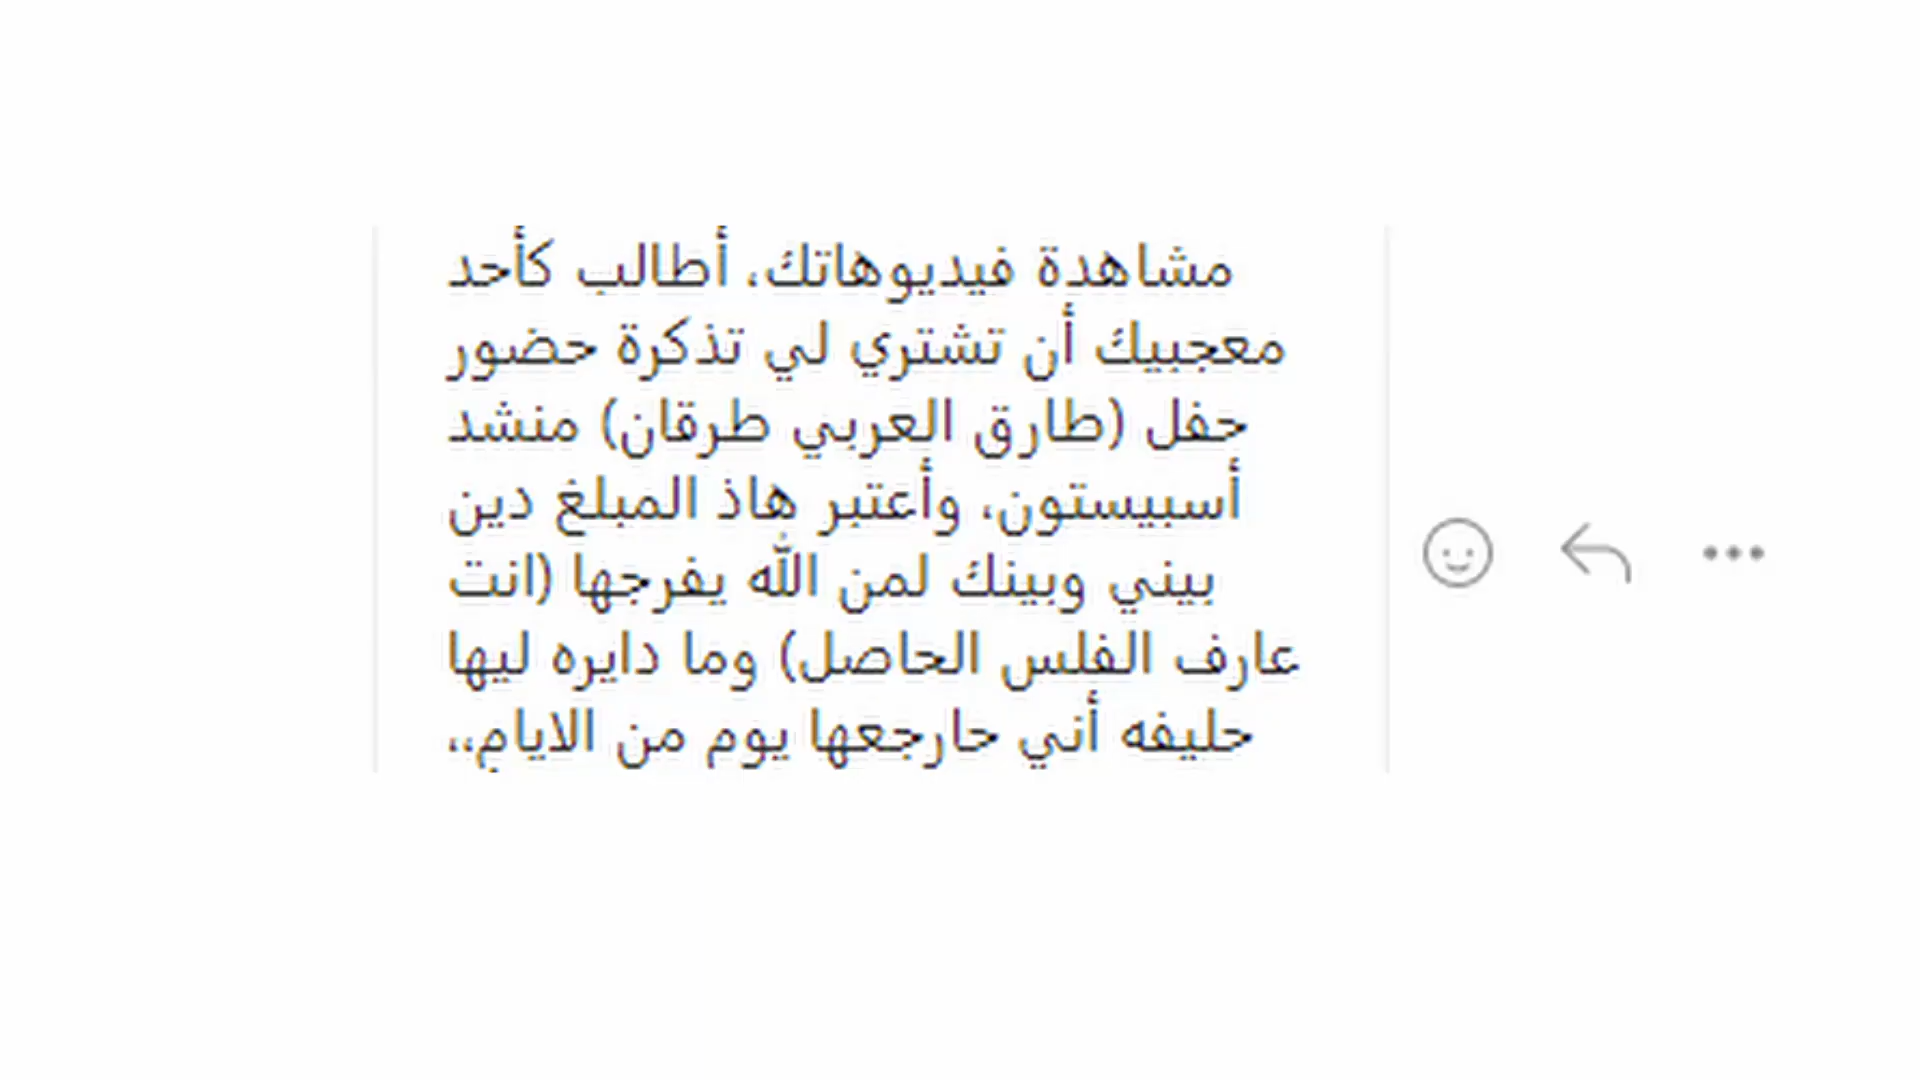 مشاهدة فيديوهاتك، أطالب كأحد
معجبيك أن تشتري لي تذكرة حضور
حفل (طارق العربي طرقان) منشد
أسبيستون، وأعتبر هاذ المبلغ دين
بيني وبينك لمن الله يفرجها (انت
عارف الفلس الحاصل) وما دايره ليها
حليفه أني حارجعها يوم من الايام،،